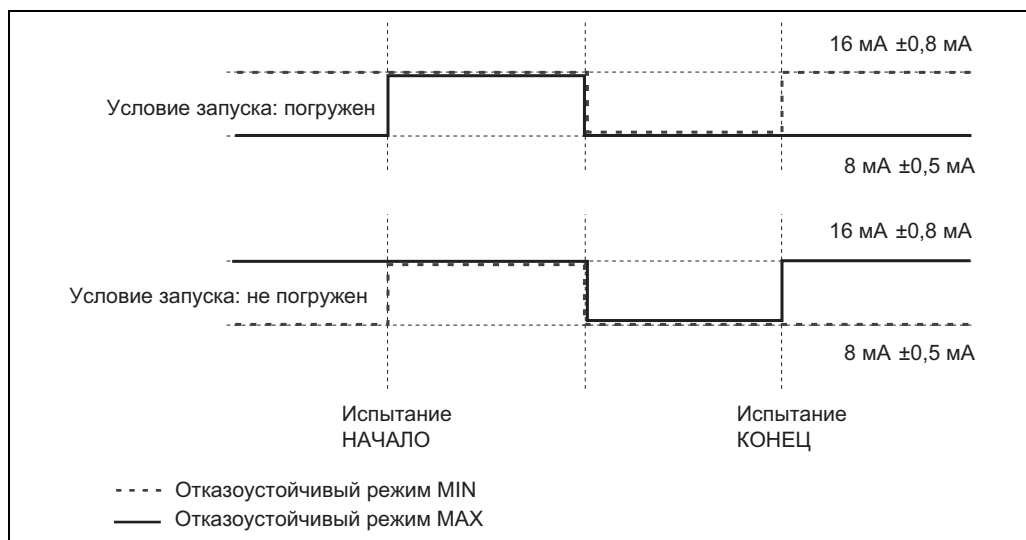 16 мА ±0,8 мА
Условие запуска: погружен
8 мА ±0,5 мА
16 мА ±0,8 мА
Условие запуска: не погружен
8 мА ±0,5 мА
Испытание
НАЧАЛО
Испытание
КОНЕЦ
Отказоустойчивый режим MIN
Отказоустойчивый режим MAX